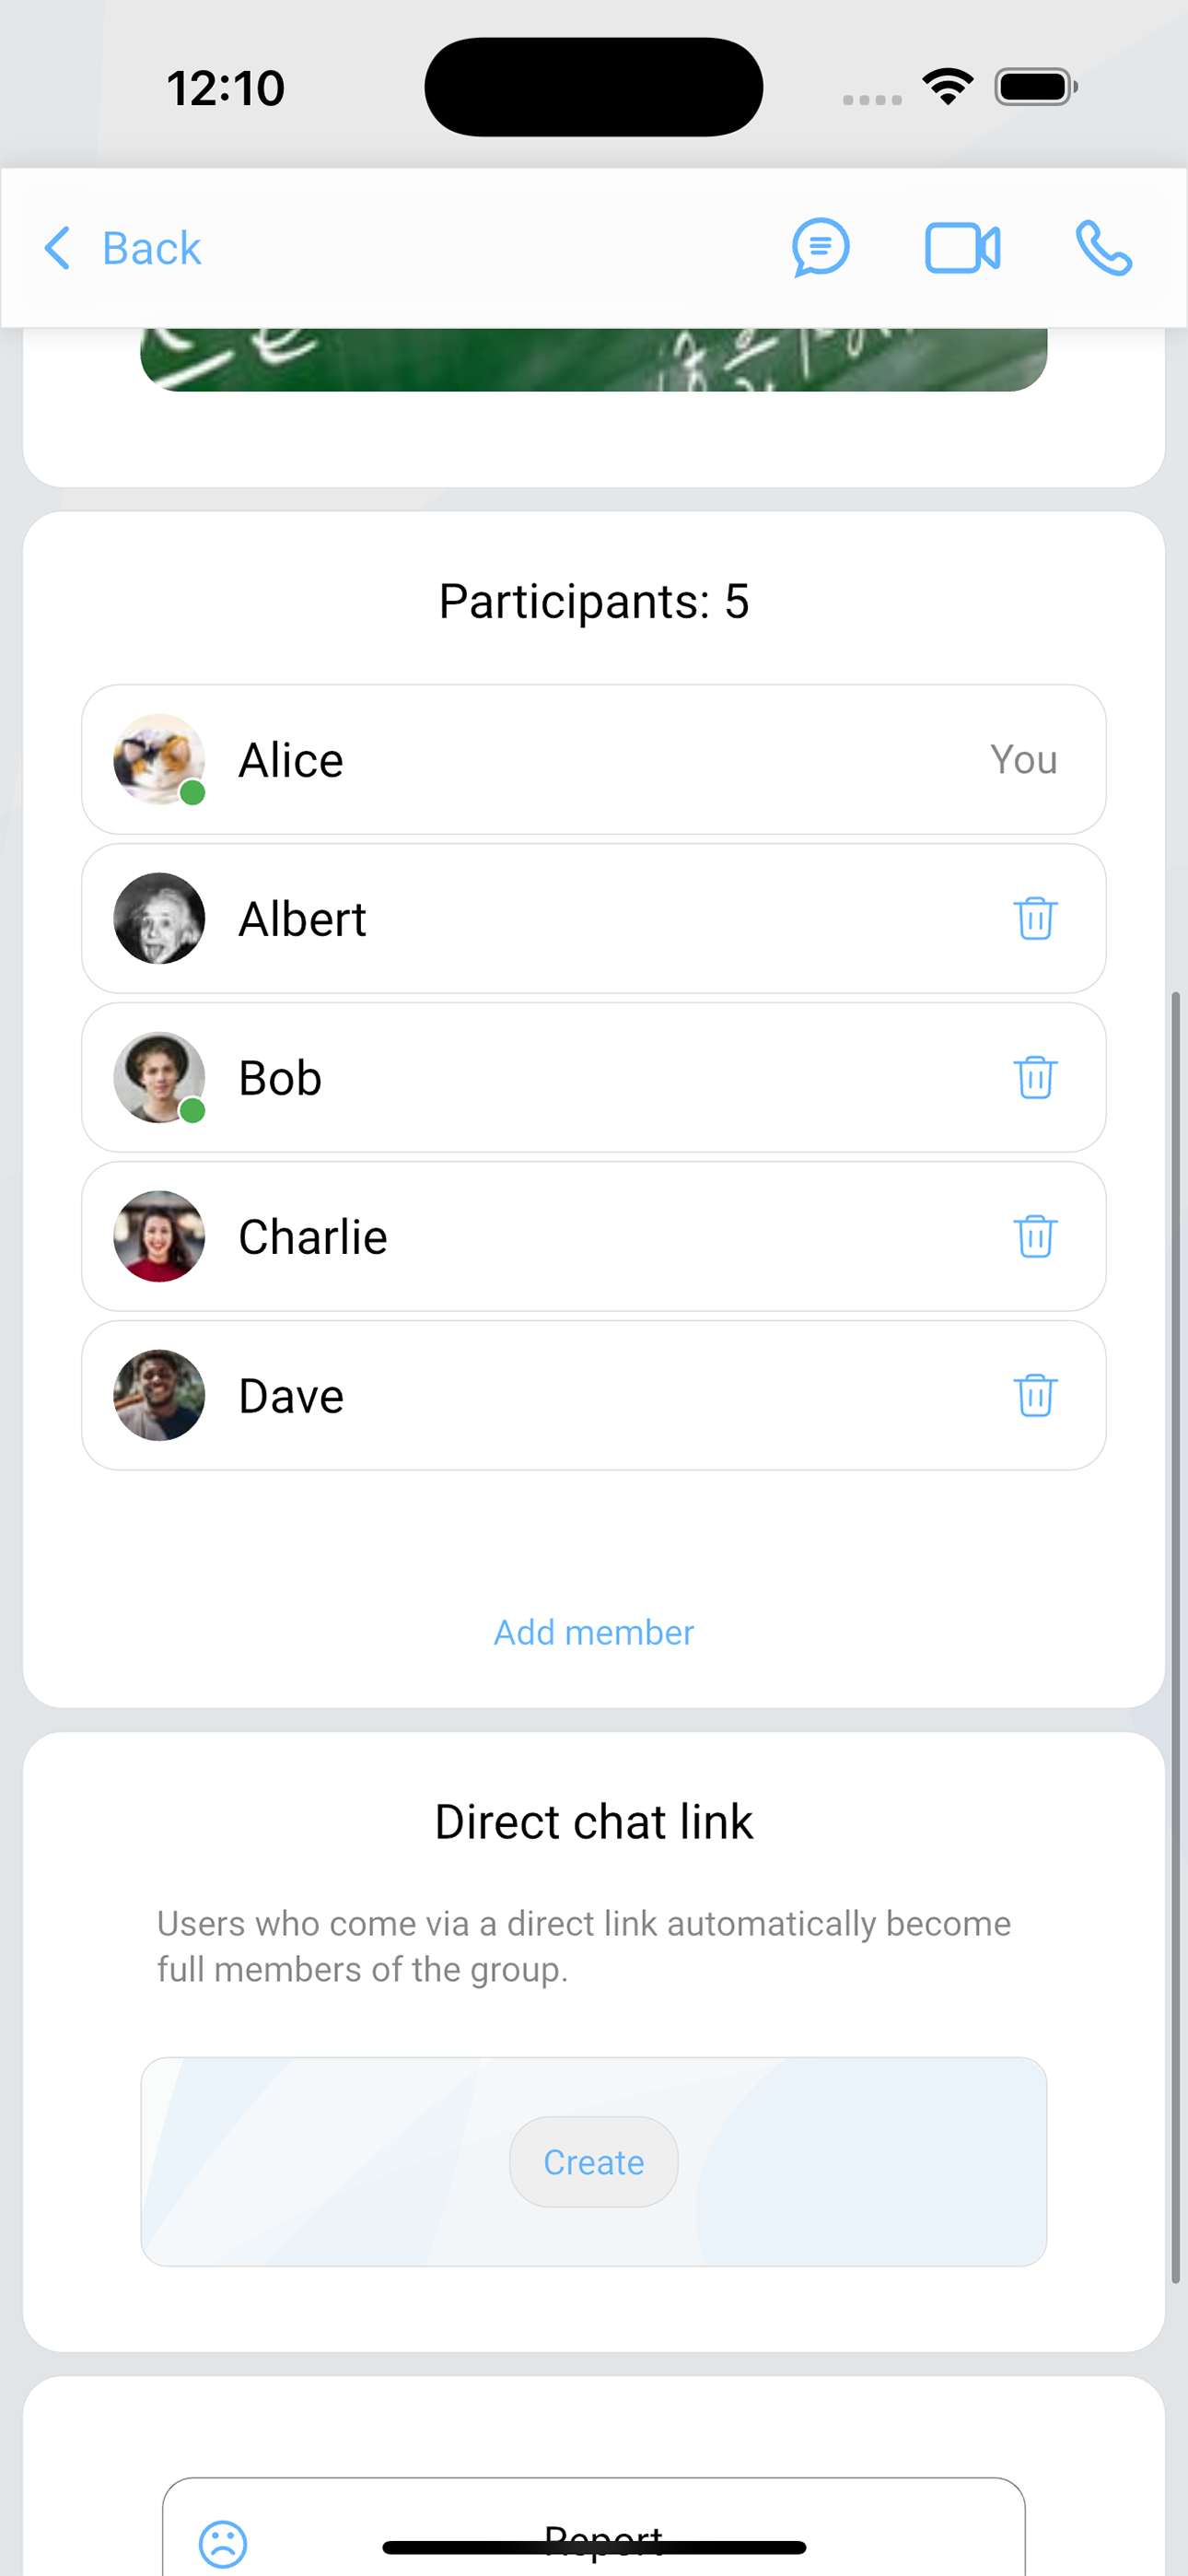 12:10
Back
Participants: 5
Alice
You
Albert
Bob
Charlie
Dave
Add member
Direct chat link
Users who come via a direct link automatically become
full members of the group.
Create
Report